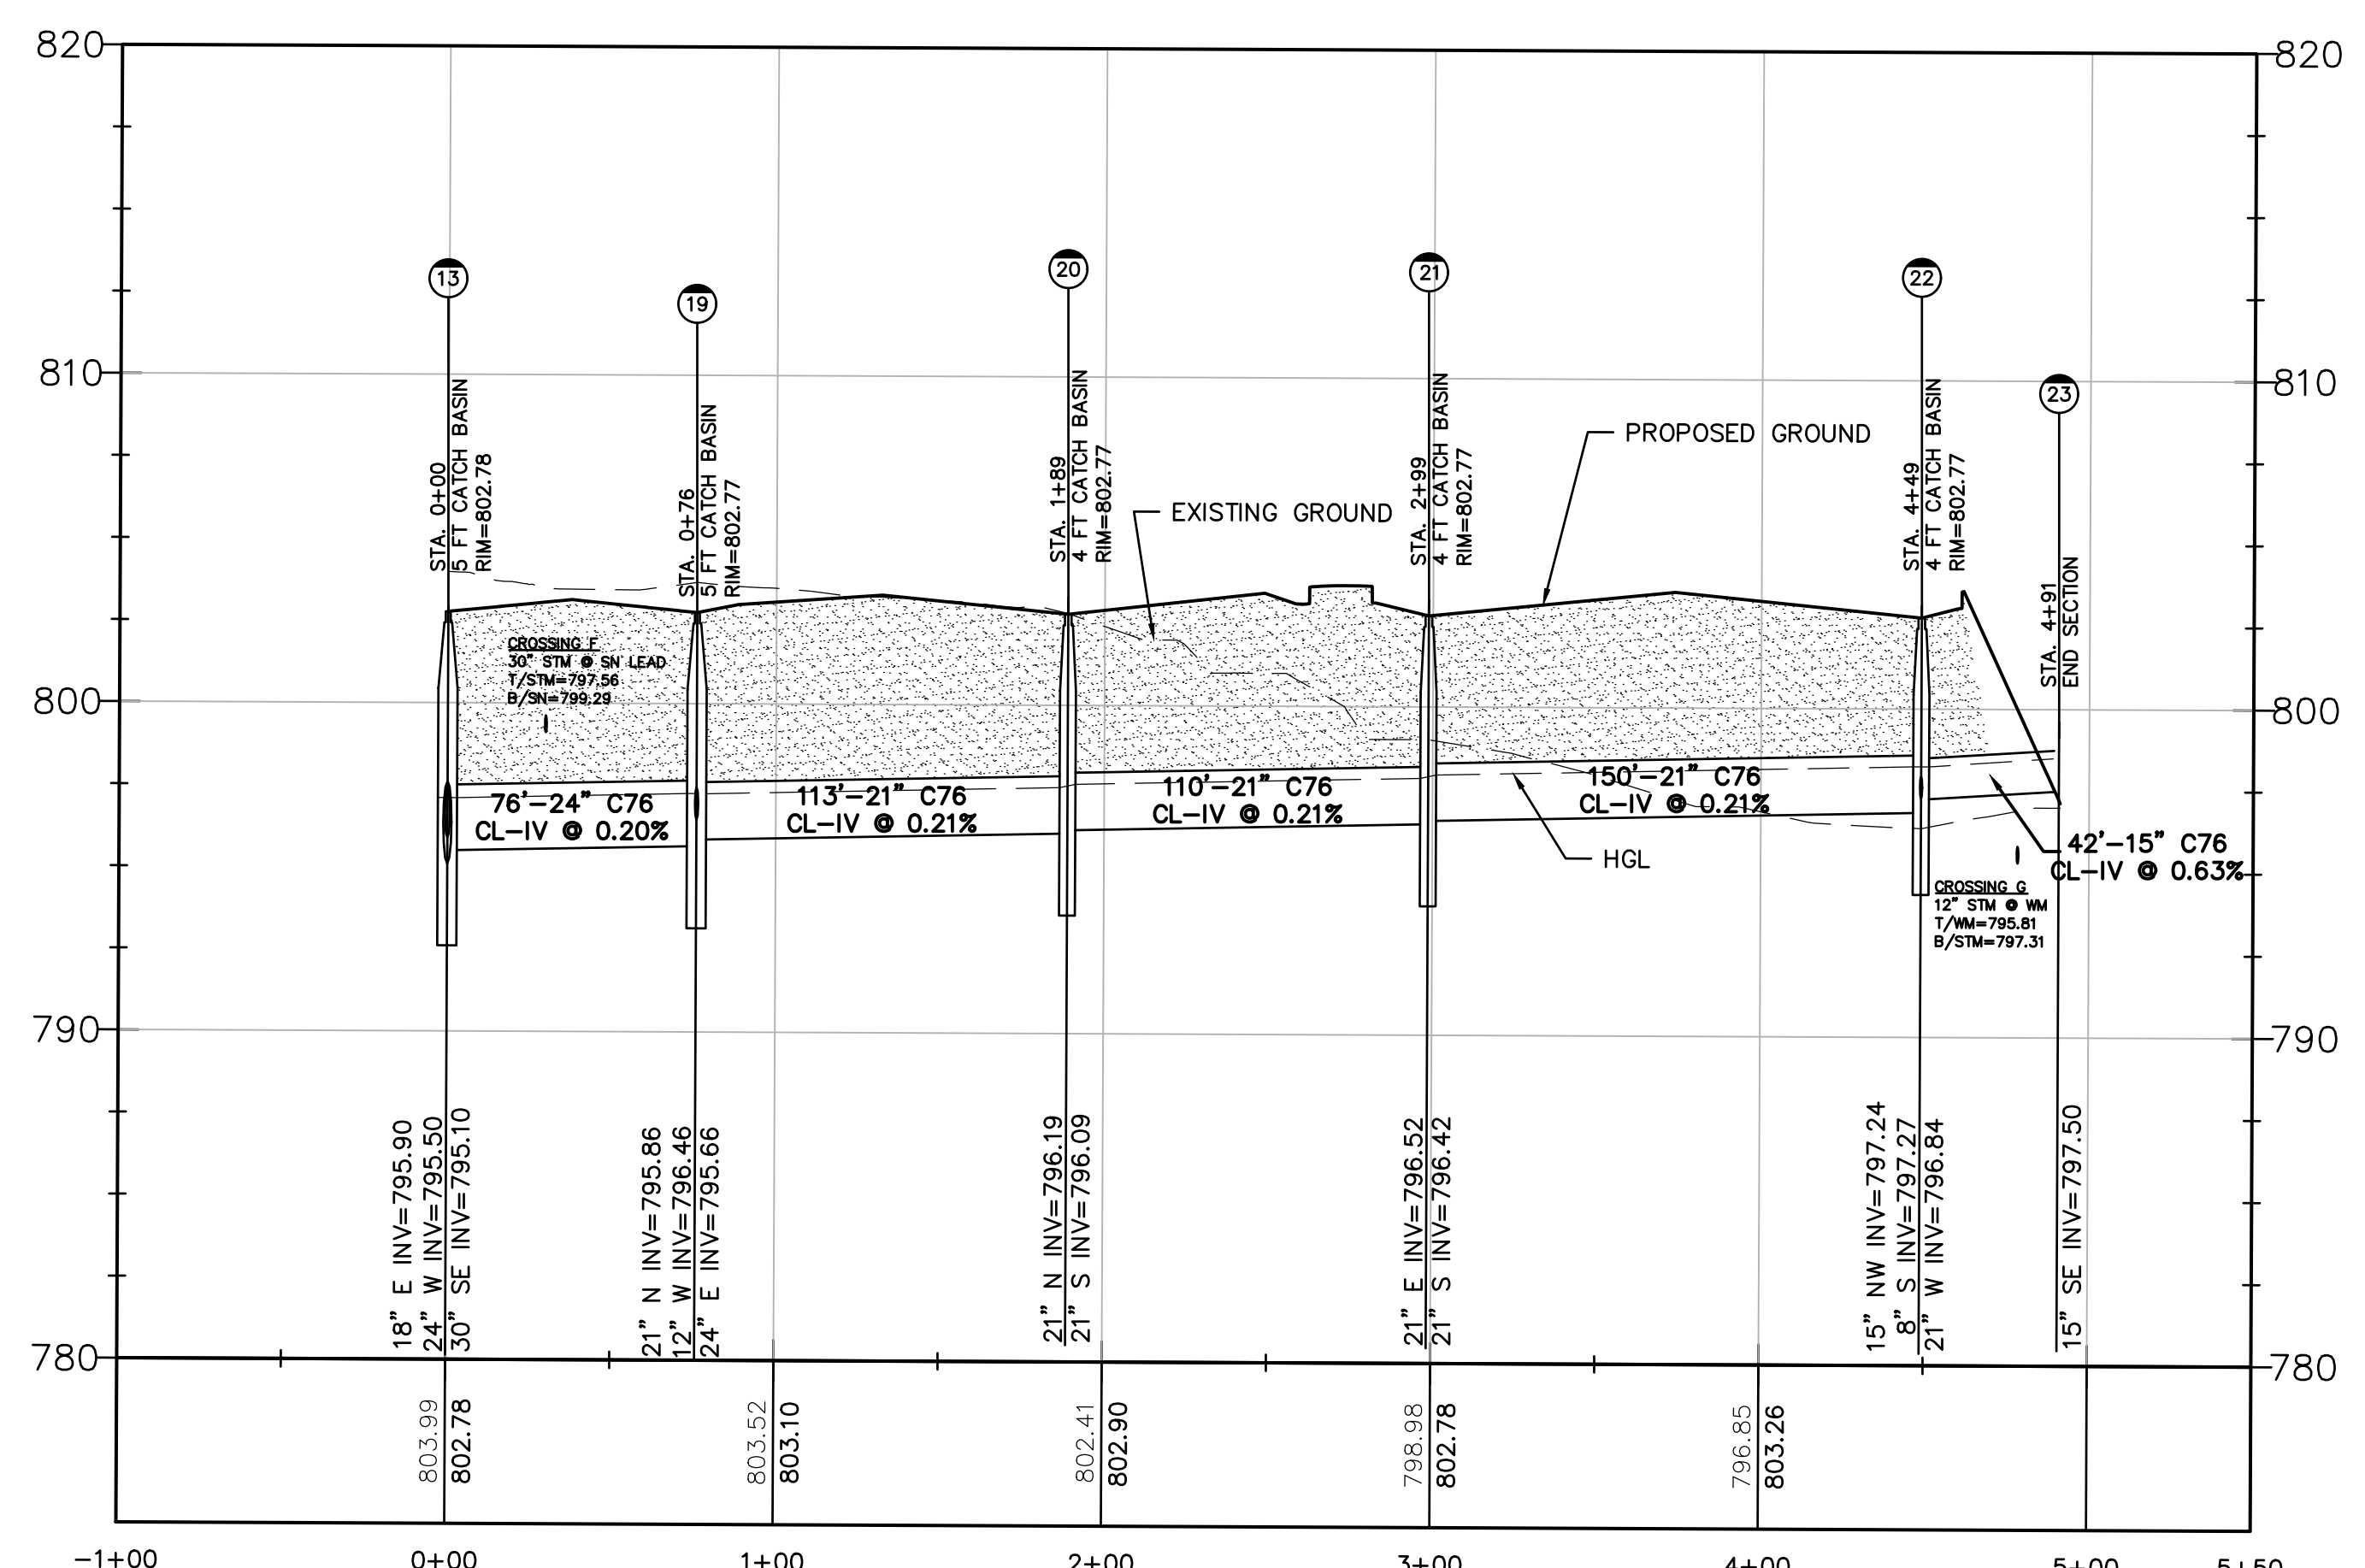 820
820
13
20
21
22
19
810
810
23
STA. 0+00
5 FT CATCH BASIN
RIM=802.78
STA. 0+76
5 FT CATCH BASIN
RIM=802.77
STA. 1+89
4 FT CATCH BASIN
RIM=802.77
STA. 2+99
4 FT CATCH BASIN
RIM=802.77
STA. 4+49
4 FT CATCH BASIN
RIM=802.77
STA. 4+91
END SECTION
PROPOSED GROUND
EXISTING GROUND
CROSSING F
30" STM @ SN LEAD
T/STM=797.56
B/SN=799.29
800
800
76'-24" C76
CL-IV @ 0.20%
113'-21" C76
CL-IV @ 0.21%
110'-21" C76
CL-IV @ 0.21%
150'-21" C76
CL-IV @ 0.21%
HGL
42'-15" C76
CL-IV @ 0.63%
CROSSING G
12" STM @ WM
T/WM=795.81
B/STM=797.31
790
790
18" E INV=795.90
24" W INV=795.50
30" SE INV=795.10
21" N INV=795.86
12" W INV=796.46
24" E INV=795.66
21" N INV=796.19
21" S INV=796.09
21" E INV=796.52
21" S INV=796.42
15" NW INV=797.24
8" S INV=797.27
21" W INV=796.84
15" SE INV=797.50
780
780
803.99
802.78
803.52
803.10
802.41
802.90
798.98
802.78
796.85
803.26
-1+00
0+00
1+00
2+00
3+00
4+00
5+00
5+50